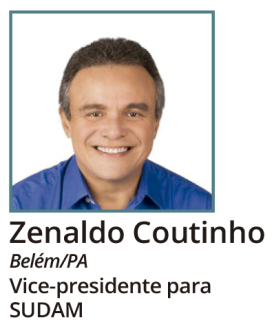 Zenaldo Coutinho
Belém/PA
Vice-presidente para
SUDAM